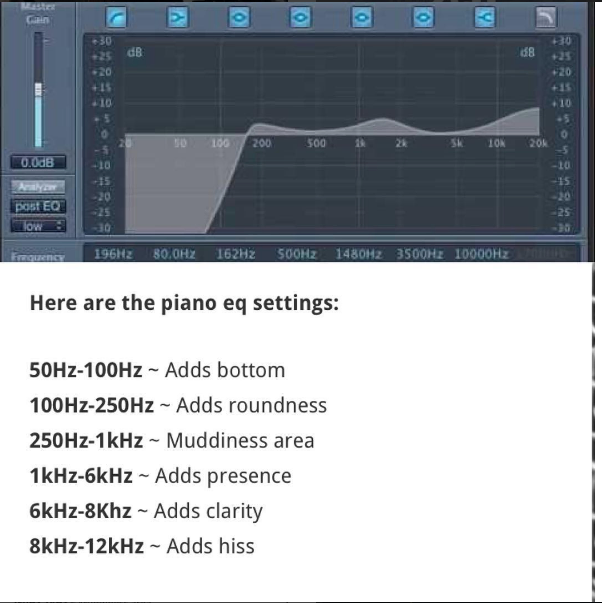 Master
Gain
+30 dB dB +30
+25 +25
+20 +20
+15 +15
+10 +10
+5 +5
0 20 50 100 200 500 1k 2k 5k 10k 20k 0
-5 -5
-10 -10
0.0dB
-15 -15
Analyzer
-20 -20
post EQ
-25 -25
low
-30 -30
Frequency 196Hz 80.0Hz 162Hz 500Hz 1480Hz 3500Hz 10000Hz
Here are the piano eq settings:
50Hz-100Hz ~ Adds bottom
100Hz-250Hz ~ Adds roundness
250Hz-1kHz ~ Muddiness area
1kHz-6kHz ~ Adds presence
6kHz-8Khz ~ Adds clarity
8kHz-12kHz ~ Adds hiss